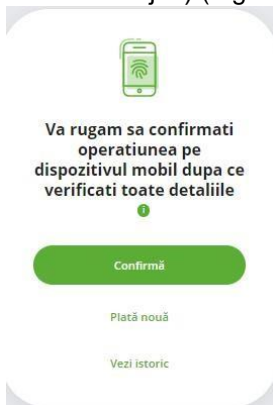 Va rugam sa confirmati
operatiunea pe
dispozitivul mobil dupa ce
verificati toate detaliile
i
Confirmă
Plată nouă
Vezi istoric